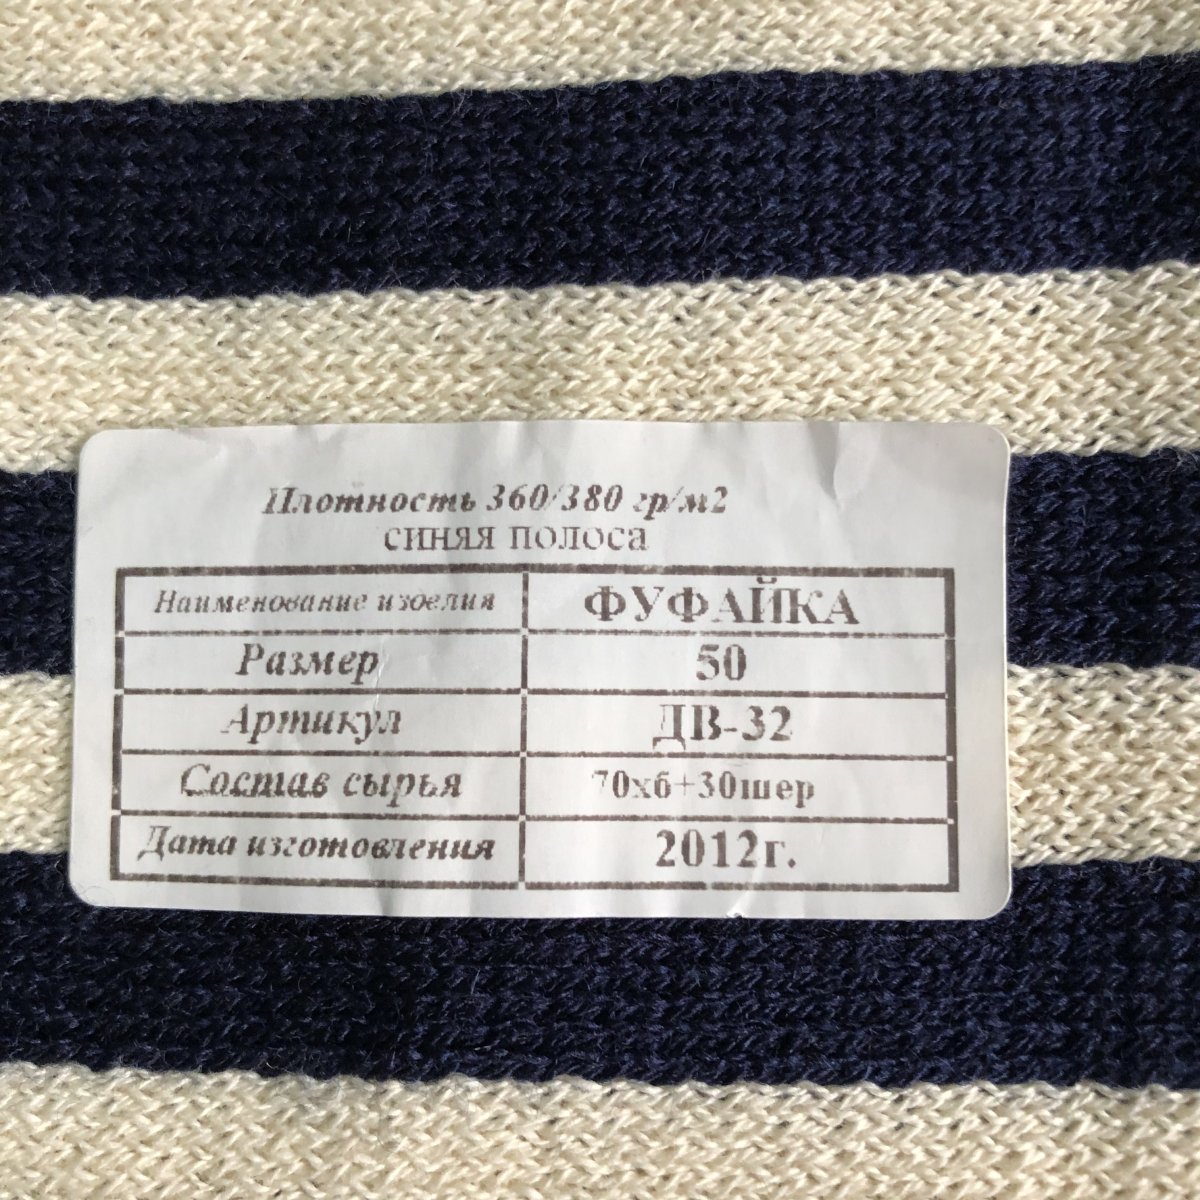 Плотность 360/380 гр/м2
синяя полоса
Наименование изделия ФУФАЙКА
Размер 50
Артикул ДВ-32
Состав сырья 70хб+30шер
Дата изготовления 2012г.